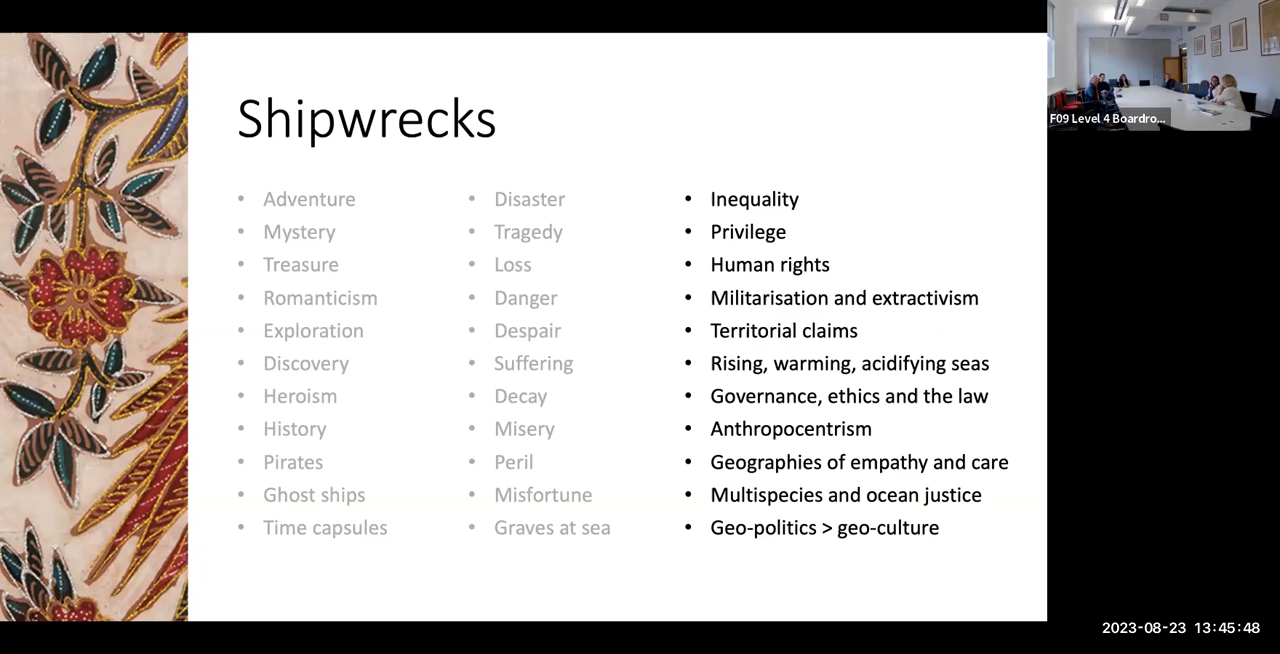 Shipwrecks
• Adventure
• Mystery
• Treasure
• Romanticism
• Exploration
• Discovery
• Heroism
• History
• Pirates
• Ghost ships
• Time capsules
• Disaster
• Tragedy
• Loss
• Danger
• Despair
• Suffering
• Decay
• Misery
• Peril
• Misfortune
• Graves at sea
• Inequality
• Privilege
• Human rights
• Militarisation and extractivism
• Territorial claims
• Rising, warming, acidifying seas
• Governance, ethics and the law
• Anthropocentrism
• Geographies of empathy and care
• Multispecies and ocean justice
• Geo-politics > geo-culture
F09 Level 4 Boardro...
2023-08-23 13:45:48